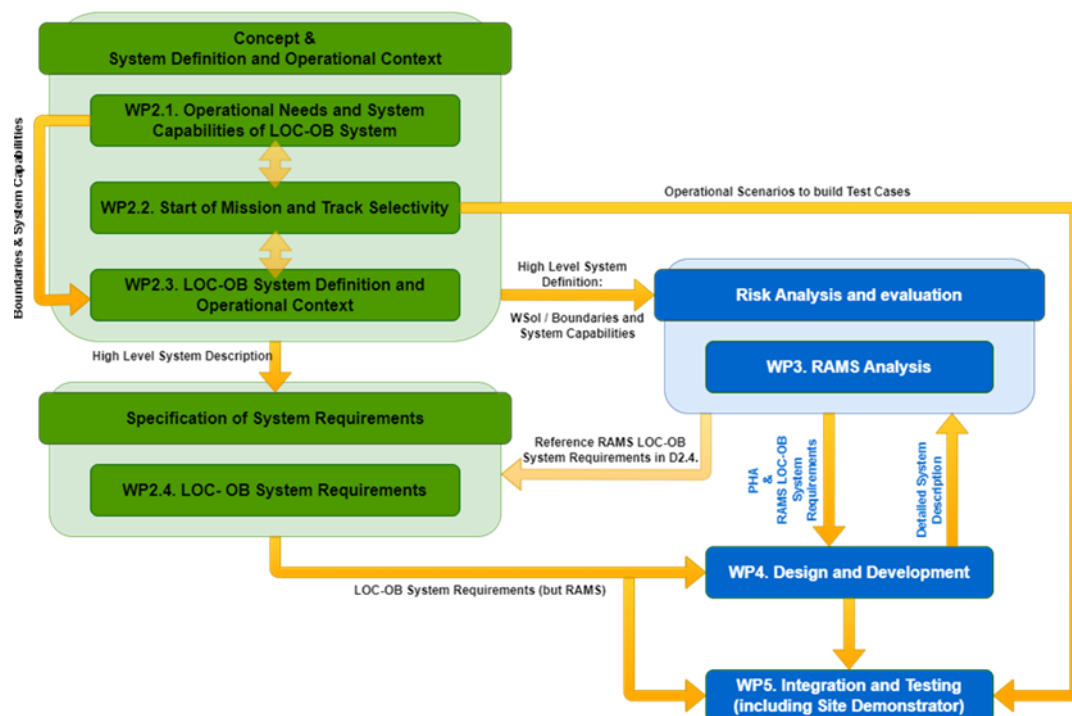 Concept &
System Definition and Operational Context
WP2.1. Operational Needs and System
Capabilities of LOC-OB System
Boundaries & System Capabilities
WP2.2. Start of Mission and Track Selectivity
Operational Scenarios to build Test Cases
WP2.3. LOC-OB System Definition and
Operational Context
High Level System
Definition:
WSol / Boundaries and
System Capabilities
Risk Analysis and evaluation
WP3. RAMS Analysis
High Level System Description
Specification of System Requirements
Reference RAMS LOC-OB
System Requirements in D2.4.
WP2.4. LOC- OB System Requirements
PHA
&
RAMS LOC-OB
System
Requirements
Detailed System
Description
WP4. Design and Development
LOC-OB System Requirements (but RAMS)
WP5. Integration and Testing
(including Site Demonstrator)